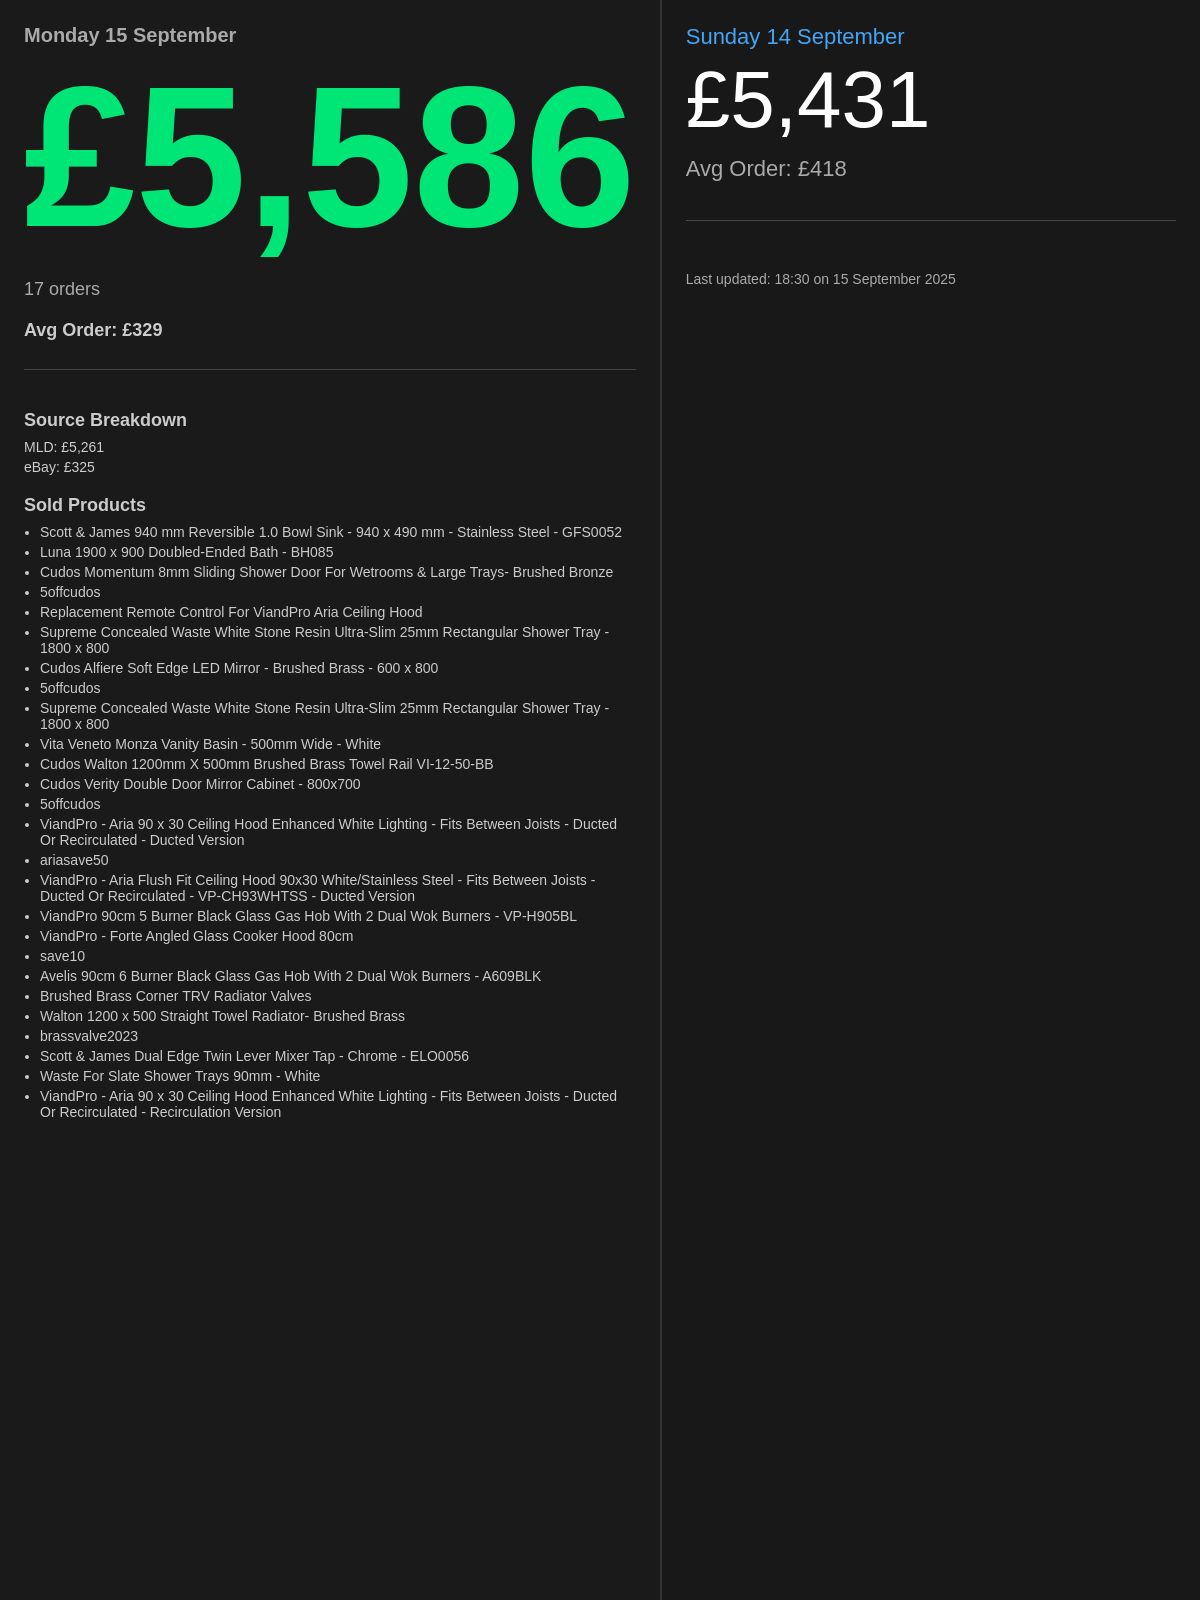 Monday 15 September
£5,586
17 orders
Avg Order: £329
Source Breakdown
MLD: £5,261
eBay: £325
Sold Products
• Scott & James 940 mm Reversible 1.0 Bowl Sink - 940 x 490 mm - Stainless Steel - GFS0052
• Luna 1900 x 900 Doubled-Ended Bath - BH085
• Cudos Momentum 8mm Sliding Shower Door For Wetrooms & Large Trays- Brushed Bronze
• 5offcudos
• Replacement Remote Control For ViandPro Aria Ceiling Hood
• Supreme Concealed Waste White Stone Resin Ultra-Slim 25mm Rectangular Shower Tray -
1800 x 800
• Cudos Alfiere Soft Edge LED Mirror - Brushed Brass - 600 x 800
• 5offcudos
• Supreme Concealed Waste White Stone Resin Ultra-Slim 25mm Rectangular Shower Tray -
1800 x 800
• Vita Veneto Monza Vanity Basin - 500mm Wide - White
• Cudos Walton 1200mm X 500mm Brushed Brass Towel Rail VI-12-50-BB
• Cudos Verity Double Door Mirror Cabinet - 800x700
• 5offcudos
• ViandPro - Aria 90 x 30 Ceiling Hood Enhanced White Lighting - Fits Between Joists - Ducted
Or Recirculated - Ducted Version
• ariasave50
• ViandPro - Aria Flush Fit Ceiling Hood 90x30 White/Stainless Steel - Fits Between Joists -
Ducted Or Recirculated - VP-CH93WHTSS - Ducted Version
• ViandPro 90cm 5 Burner Black Glass Gas Hob With 2 Dual Wok Burners - VP-H905BL
• ViandPro - Forte Angled Glass Cooker Hood 80cm
• save10
• Avelis 90cm 6 Burner Black Glass Gas Hob With 2 Dual Wok Burners - A609BLK
• Brushed Brass Corner TRV Radiator Valves
• Walton 1200 x 500 Straight Towel Radiator- Brushed Brass
• brassvalve2023
• Scott & James Dual Edge Twin Lever Mixer Tap - Chrome - ELO0056
• Waste For Slate Shower Trays 90mm - White
• ViandPro - Aria 90 x 30 Ceiling Hood Enhanced White Lighting - Fits Between Joists - Ducted
Or Recirculated - Recirculation Version
Sunday 14 September
£5,431
Avg Order: £418
Last updated: 18:30 on 15 September 2025